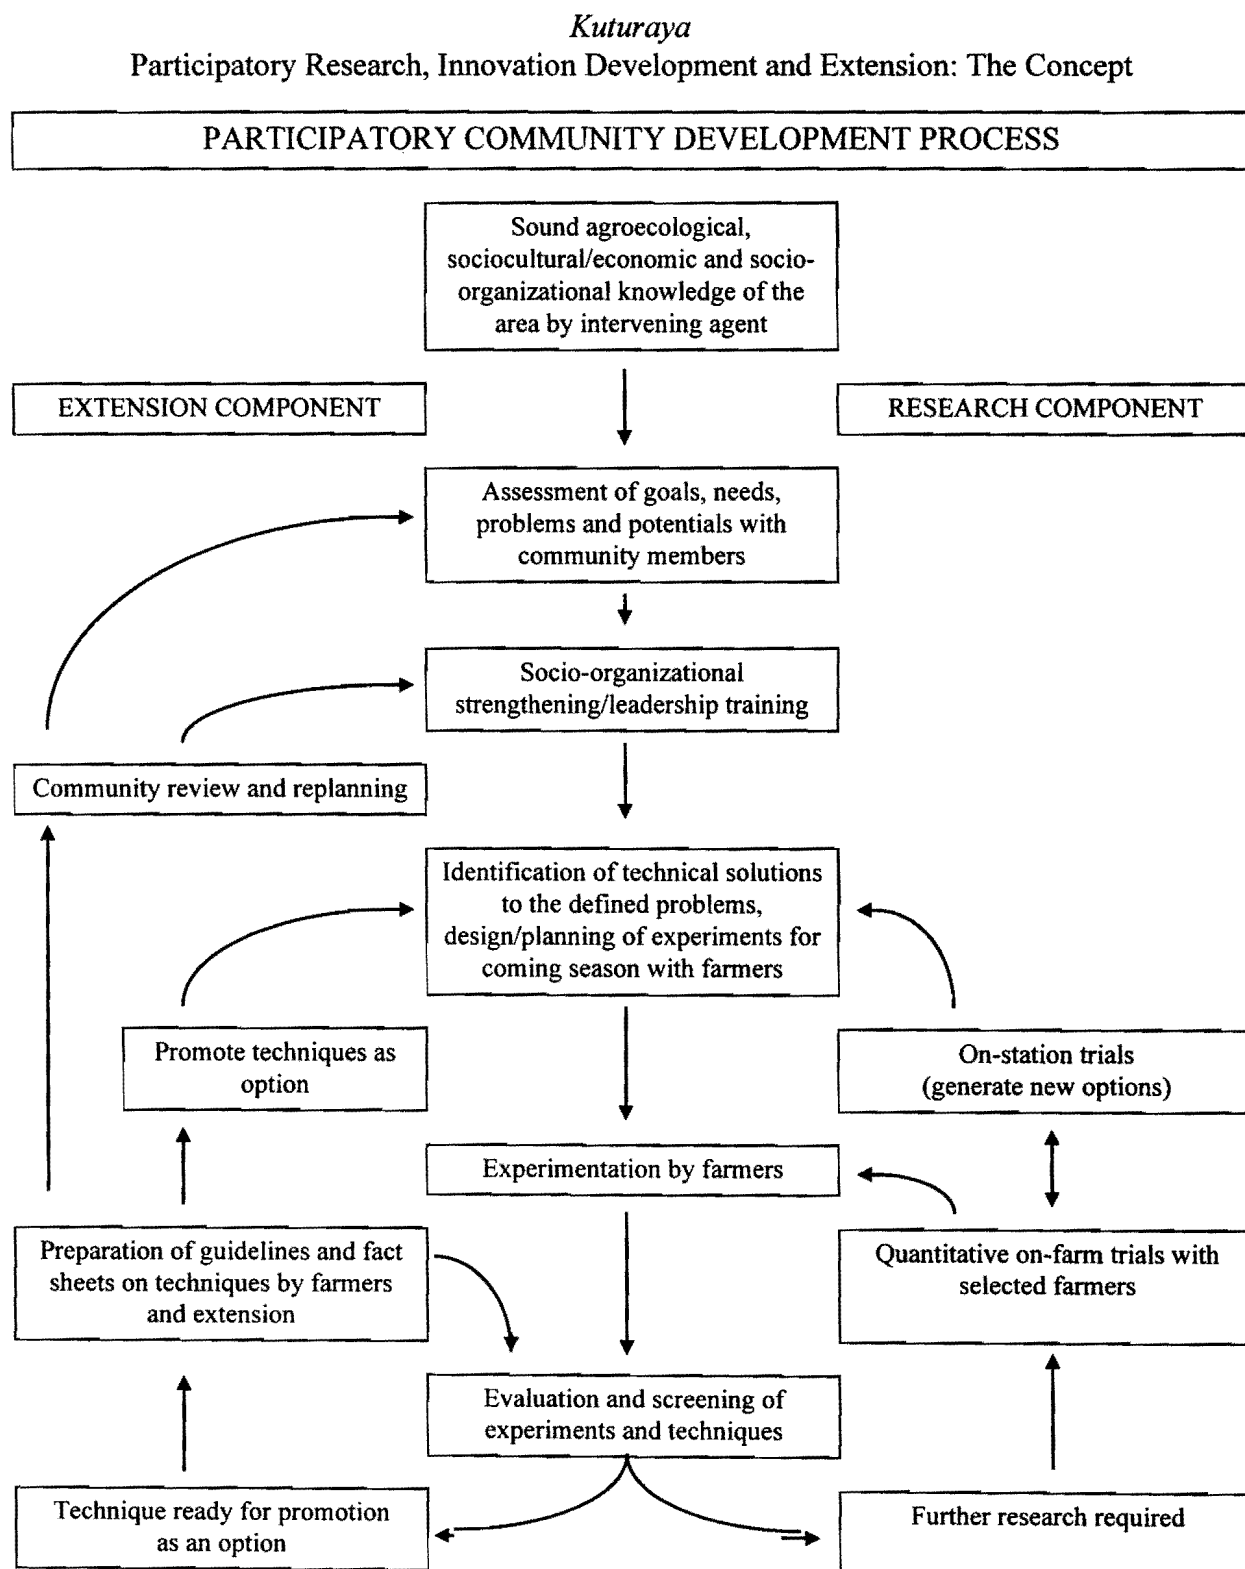 Kuturaya
Participatory Research, Innovation Development and Extension: The Concept
PARTICIPATORY COMMUNITY DEVELOPMENT PROCESS
Sound agroecological,
sociocultural/economic and socio-
organizational knowledge of the
area by intervening agent
EXTENSION COMPONENT
RESEARCH COMPONENT
Assessment of goals, needs,
problems and potentials with
community members
Socio-organizational
strengthening/leadership training
Community review and replanning
Identification of technical solutions
to the defined problems,
design/planning of experiments for
coming season with farmers
Promote techniques as
option
On-station trials
(generate new options)
Experimentation by farmers
Preparation of guidelines and fact
sheets on techniques by farmers
and extension
Quantitative on-farm trials with
selected farmers
Evaluation and screening of
experiments and techniques
Technique ready for promotion
as an option
Further research required